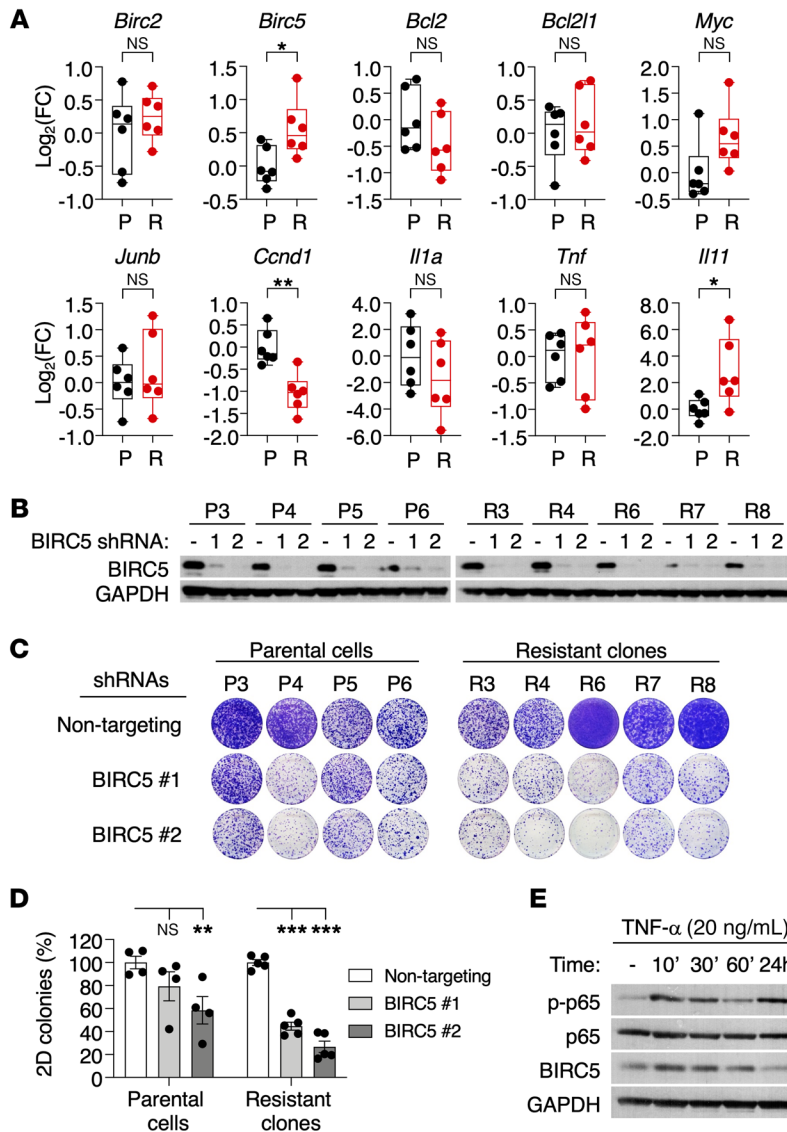 A
Birc2 Birc5 Bcl2 Bcl2l1 Myc
NS * NS NS NS
Log2(FC)
1.0 1.5 1.0 1.0 2.0
0.5 1.0 0.5 0.5 1.5
0.0 0.5 0.0 0.0 1.0
-0.5 0.0 -0.5 -0.5 0.5
-1.0 -0.5 -1.0 -1.0 0.0
-1.0 -1.5 -0.5
P R P R P R P R P R
Junb Ccnd1 Il1a Tnf Il11
NS ** NS NS *
Log2(FC)
1.5 1.0 4.0 1.0 8.0
1.0 0.5 2.0 0.5 6.0
0.5 0.0 0.0 0.0 4.0
0.0 -0.5 -2.0 -0.5 2.0
-0.5 -1.0 -4.0 -1.0 0.0
-1.0 -1.5 -6.0 -1.5 -2.0
-2.0
P R P R P R P R P R
B
P3 P4 P5 P6 R3 R4 R6 R7 R8
BIRC5 shRNA: - 1 2 - 1 2 - 1 2 - 1 2 - 1 2 - 1 2 - 1 2 - 1 2 - 1 2
BIRC5
GAPDH
C
Parental cells Resistant clones
shRNAs P3 P4 P5 P6 R3 R4 R6 R7 R8
Non-targeting
BIRC5 #1
BIRC5 #2
D
NS ** *** ***
2D colonies (%)
120
100
80
60
40
20
0
Parental cells
Resistant clones
Non-targeting
BIRC5 #1
BIRC5 #2
E
TNF-α (20 ng/mL)
Time: - 10’ 30’ 60’ 24h
p-p65
p65
BIRC5
GAPDH